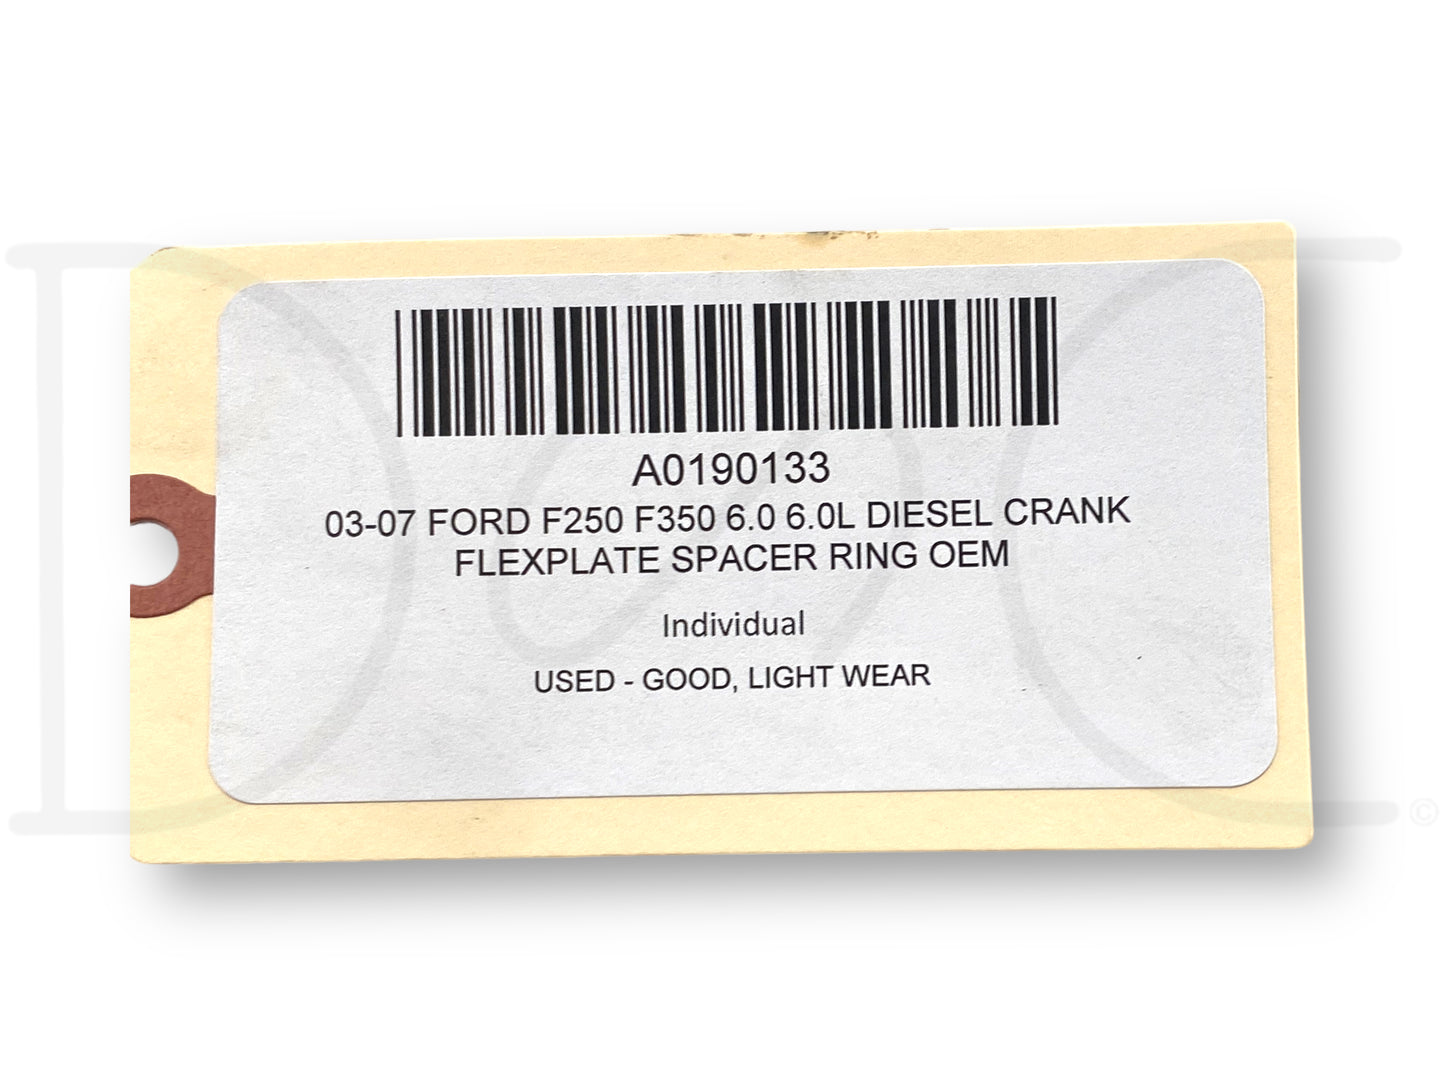 A0190133
03-07 FORD F250 F350 6.0 6.0L DIESEL CRANK
FLEXPLATE SPACER RING OEM
Individual
USED - GOOD, LIGHT WEAR
©